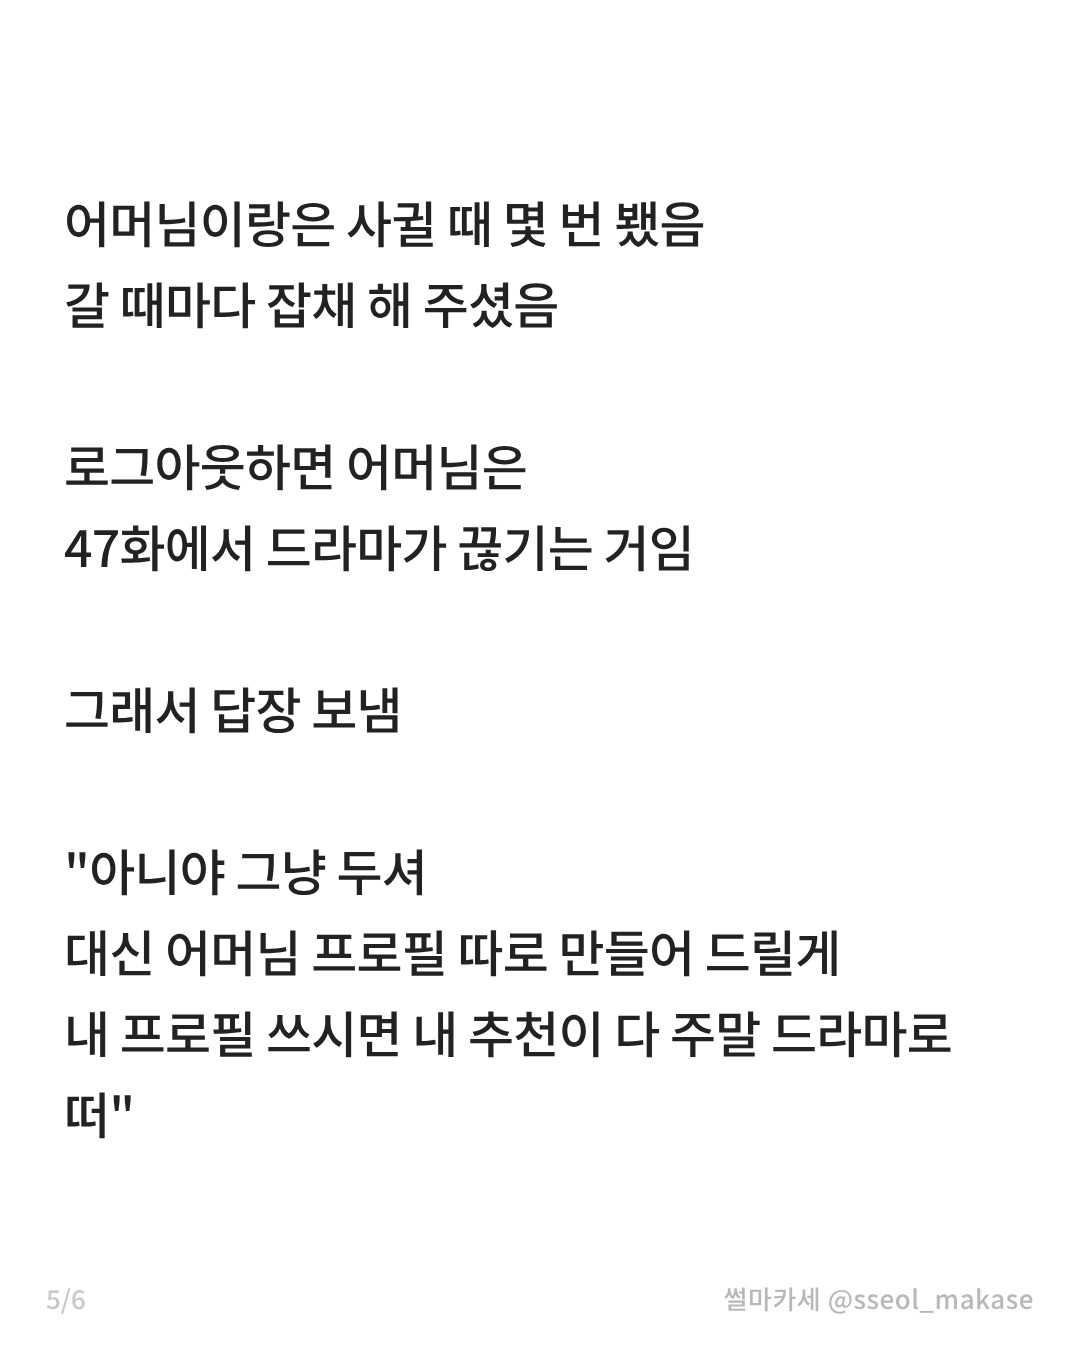 어머님이랑은 사귈 때 몇 번 뵀음
갈 때마다 잡채 해 주셨음
로그아웃하면 어머님은
47화에서 드라마가 끊기는 거임
그래서 답장 보냄
"아니야 그냥 두셔
대신 어머님 프로필 따로 만들어 드릴게
내 프로필 쓰시면 내 추천이 다 주말 드라마로
떠"
5/6
썰마카세 @sseol_makase